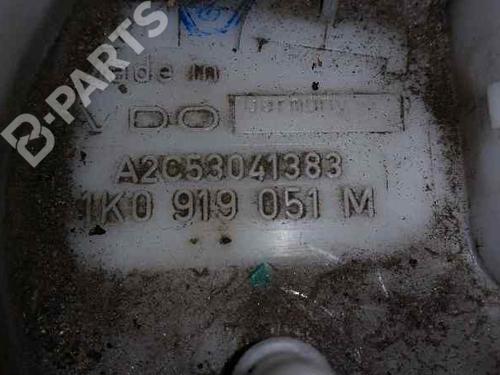 B-PARTS
Made in
VDO Germany
A2C53041383
1K0 919 051 M